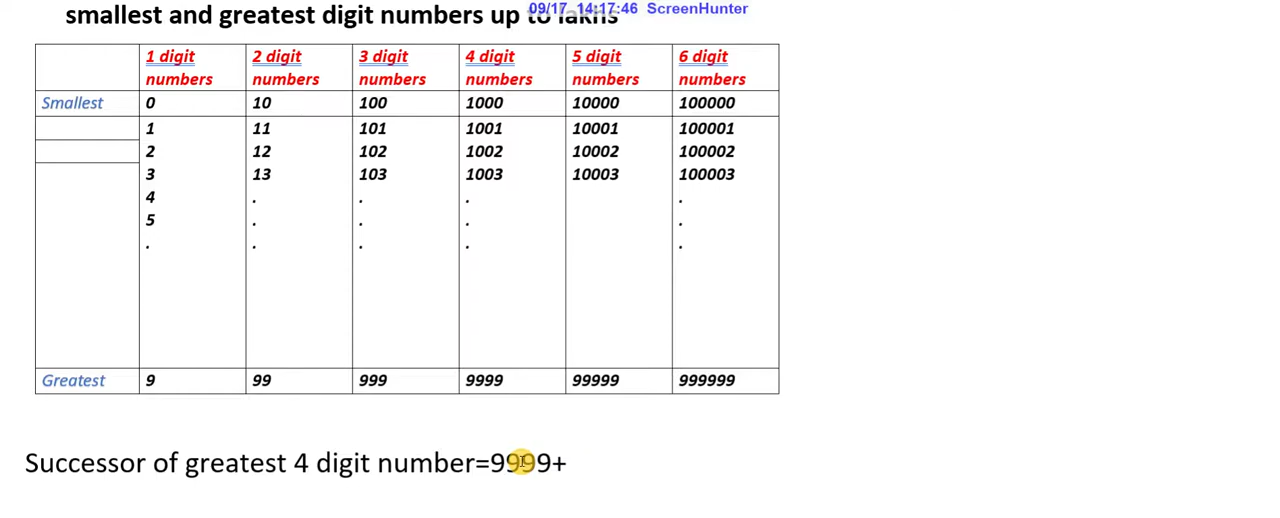 09/17 14:17:46 ScreenHunter
smallest and greatest digit numbers up to lakhs
1 digit 2 digit 3 digit 4 digit 5 digit 6 digit
numbers numbers numbers numbers numbers numbers
Smallest 0 10 100 1000 10000 100000
1 11 101 1001 10001 100001
2 12 102 1002 10002 100002
3 13 103 1003 10003 100003
4 . . . .
5 . . . .
. . . . .
Greatest 9 99 999 9999 99999 999999
Successor of greatest 4 digit number=9999+